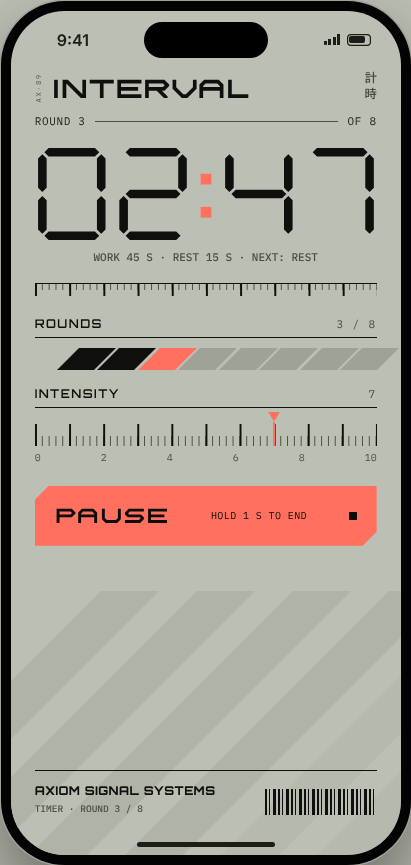 9:41
AX-09
INTERVAL
計時
ROUND 3
OF 8
02:47
WORK 45 S · REST 15 S · NEXT: REST
ROUNDS
3 / 8
INTENSITY
7
0 2 4 6 8 10
PAUSE
HOLD 1 S TO END
AXIOM SIGNAL SYSTEMS
TIMER · ROUND 3 / 8